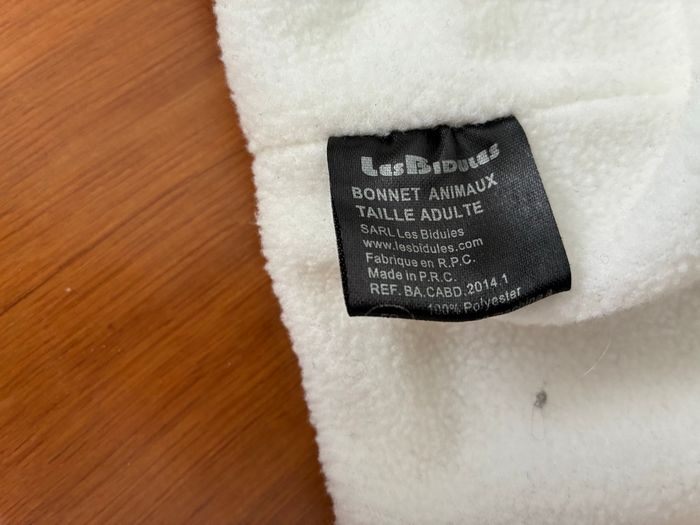 LesBidules
BONNET ANIMAUX
TAILLE ADULTE
SARL Les Bidules
www.lesbidules.com
Fabrique en R.P.C.
Made in P.R.C.
REF. BA.CABD.2014.1
100% Polyester